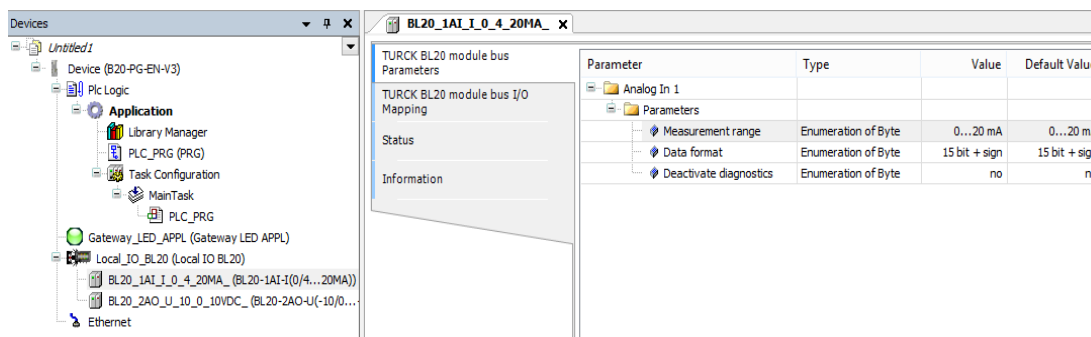 Devices
Untitled1
Device (B20-PG-EN-V3)
Plc Logic
Application
Library Manager
PLC_PRG (PRG)
Task Configuration
MainTask
PLC_PRG
Gateway_LED_APPL (Gateway LED APPL)
Local_IO_BL20 (Local IO BL20)
BL20_1AI_I_0_4_20MA_ (BL20-1AI-I(0/4...20MA))
BL20_2AO_U_10_0_10VDC_ (BL20-2AO-U(-10/0...
Ethernet
BL20_1AI_I_0_4_20MA_
TURCK BL20 module bus
Parameters
TURCK BL20 module bus I/O
Mapping
Status
Information
Parameter Type Value Default Value
Analog In 1
Parameters
Measurement range Enumeration of Byte 0...20 mA 0...20 m
Data format Enumeration of Byte 15 bit + sign 15 bit + sig
Deactivate diagnostics Enumeration of Byte no n